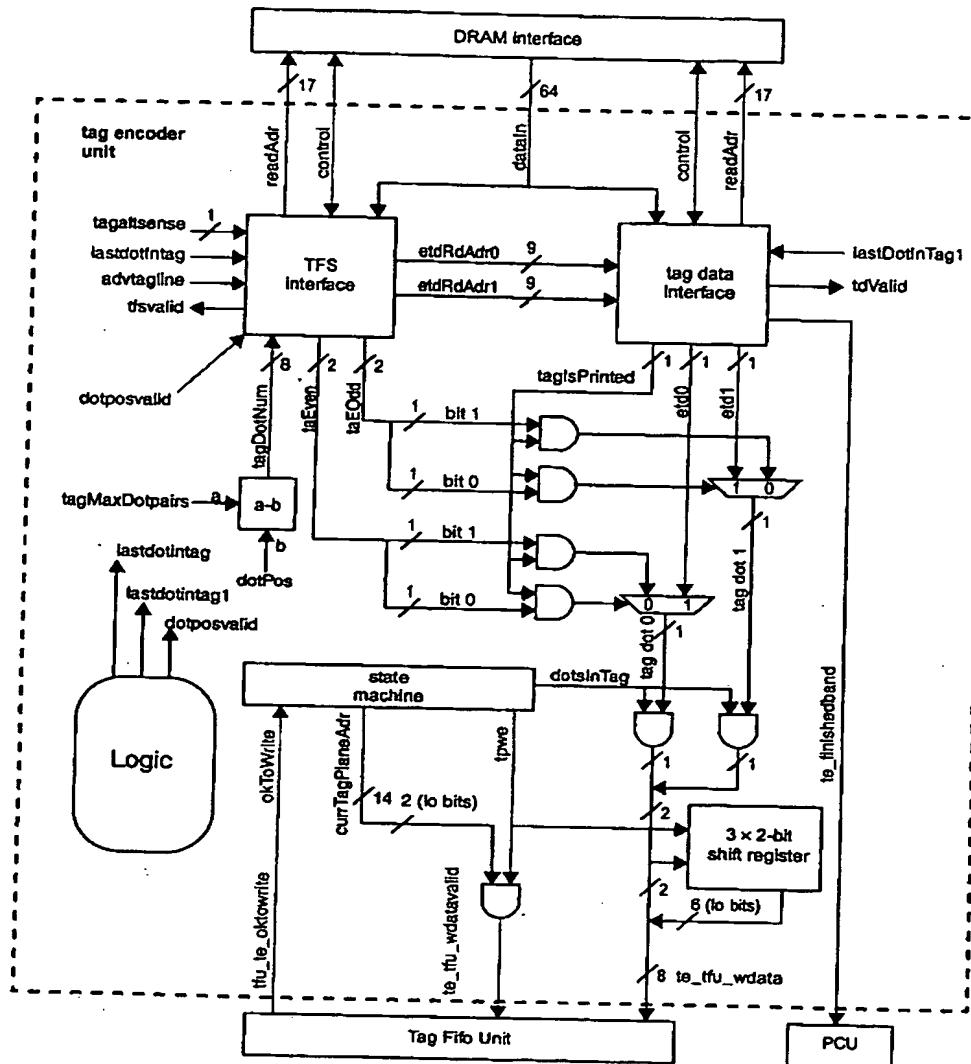 DRAM interface
17
64
17
tag encoder
unit
readAdr
control
dataIn
control
readAdr
tagaltsense
1
lastdotintag
advtagline
tfsvalid
dotposvalid
TFS
interface
etdRdAdr0
9
etdRdAdr1
9
tag data
interface
lastDotInTag1
tdValid
8
2
2
1
1
1
tagDotNum
taEven
taEOdd
tagIsPrinted
etd0
etd1
1
bit 1
1
bit 0
1
bit 1
1
bit 0
1 0
1
tag dot 1
0 1
1
tag dot 0
tagMaxDotpairs
a
a-b
b
dotPos
lastdotintag
lastdotintag1
dotposvalid
Logic
state
machine
dotsInTag
okToWrite
currTagPlaneAdr
tpwe
14
2 (lo bits)
1
1
2
3 × 2-bit
shift register
2
6 (lo bits)
tfu_te_oktowrite
te_tfu_wdatavalid
8
te_tfu_wdata
te_finishedband
Tag Fifo Unit
PCU